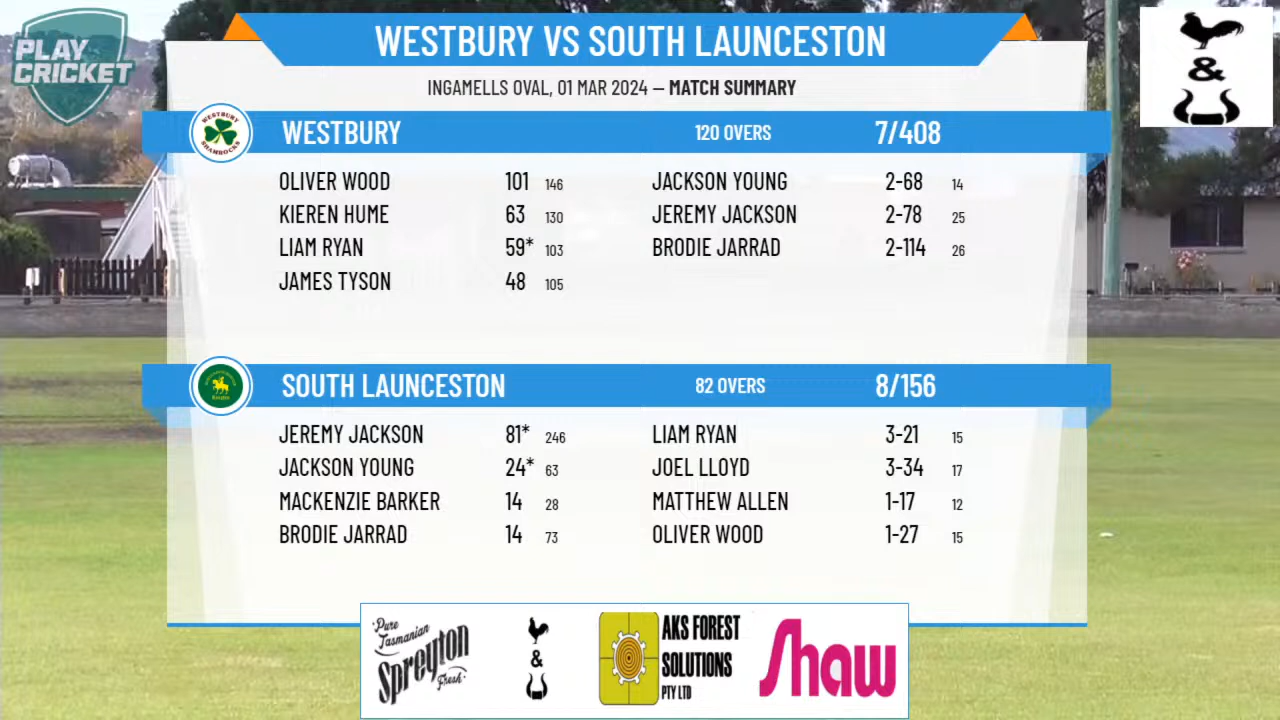 PLAY
CRICKET
WESTBURY VS SOUTH LAUNCESTON
&
INGAMELLS OVAL, 01 MAR 2024 – MATCH SUMMARY
WESTBURY SHAMROCKS
WESTBURY 120 OVERS 7/408
OLIVER WOOD 101 146 JACKSON YOUNG 2-68 14
KIEREN HUME 63 130 JEREMY JACKSON 2-78 25
LIAM RYAN 59* 103 BRODIE JARRAD 2-114 26
JAMES TYSON 48 105
SOUTH LAUNCESTON 82 OVERS 8/156
JEREMY JACKSON 81* 246 LIAM RYAN 3-21 15
JACKSON YOUNG 24* 63 JOEL LLOYD 3-34 17
MACKENZIE BARKER 14 28 MATTHEW ALLEN 1-17 12
BRODIE JARRAD 14 73 OLIVER WOOD 1-27 15
Pure
Tasmanian
Spreyton
Fresh
&
AKS FOREST
SOLUTIONS
PTY LTD
Shaw